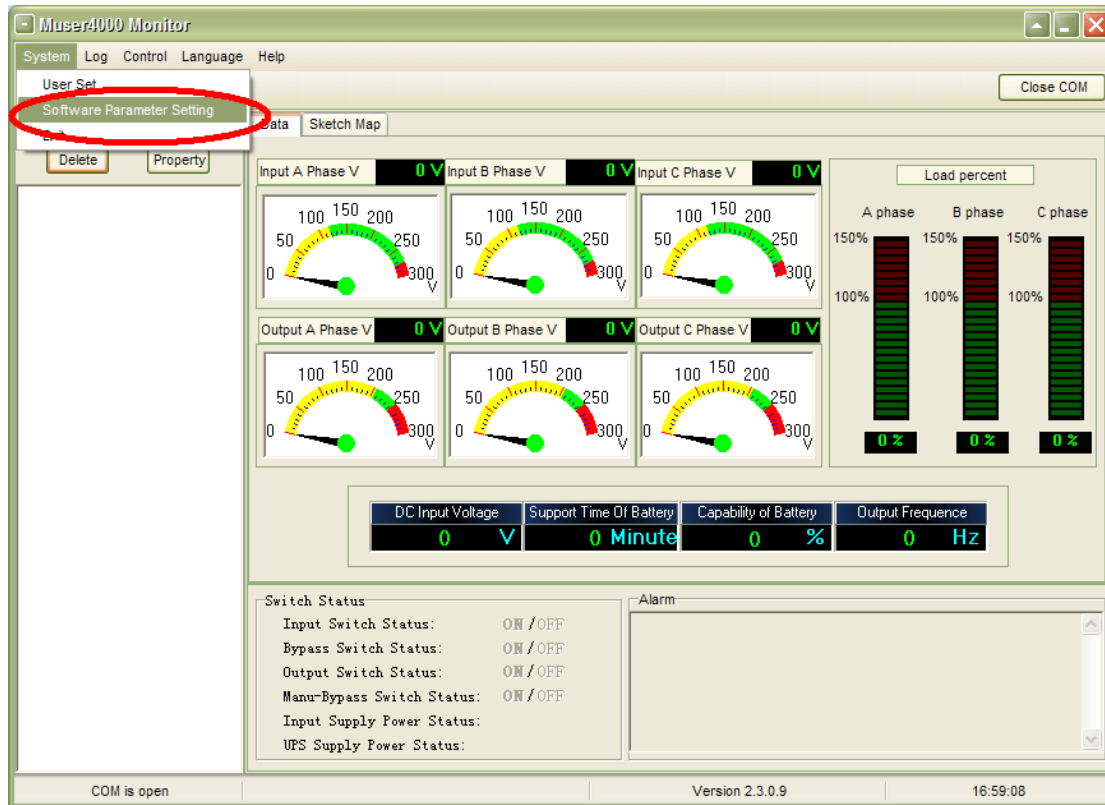 Muser4000 Monitor
System Log Control Language Help
User Set
Close COM
Software Parameter Setting
Exit
Data Sketch Map
Delete Property
Input A Phase V 0 V Input B Phase V 0 V Input C Phase V 0 V
Load percent
0 50 100 150 200 250 300 V
0 50 100 150 200 250 300 V
0 50 100 150 200 250 300 V
A phase B phase C phase
150% 150% 150%
100% 100% 100%
Output A Phase V 0 V Output B Phase V 0 V Output C Phase V 0 V
0 50 100 150 200 250 300 V
0 50 100 150 200 250 300 V
0 50 100 150 200 250 300 V
0 % 0 % 0 %
DC Input Voltage Support Time Of Battery Capability of Battery Output Frequence
0 V 0 Minute 0 % 0 Hz
Switch Status
Input Switch Status: ON / OFF
Bypass Switch Status: ON / OFF
Output Switch Status: ON / OFF
Manu-Bypass Switch Status: ON / OFF
Input Supply Power Status:
UPS Supply Power Status:
Alarm
COM is open Version 2.3.0.9 16:59:08